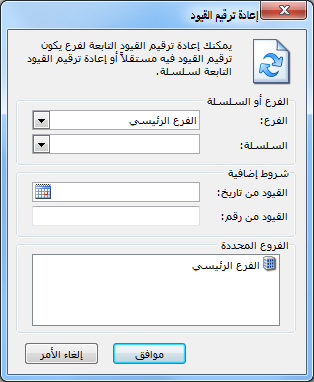 إعادة ترقيم القيود
يمكنك إعادة ترقيم القيود التابعة لفرع يكون
ترقيم القيود فيه مستقلاً أو إعادة ترقيم القيود
التابعة لسلسلة.
الفرع أو السلسلة
الفرع: الفرع الرئيسي
السلسلة:
شروط إضافية
القيود من تاريخ:
القيود من رقم:
الفروع المحددة
الفرع الرئيسي
موافق
إلغاء الأمر